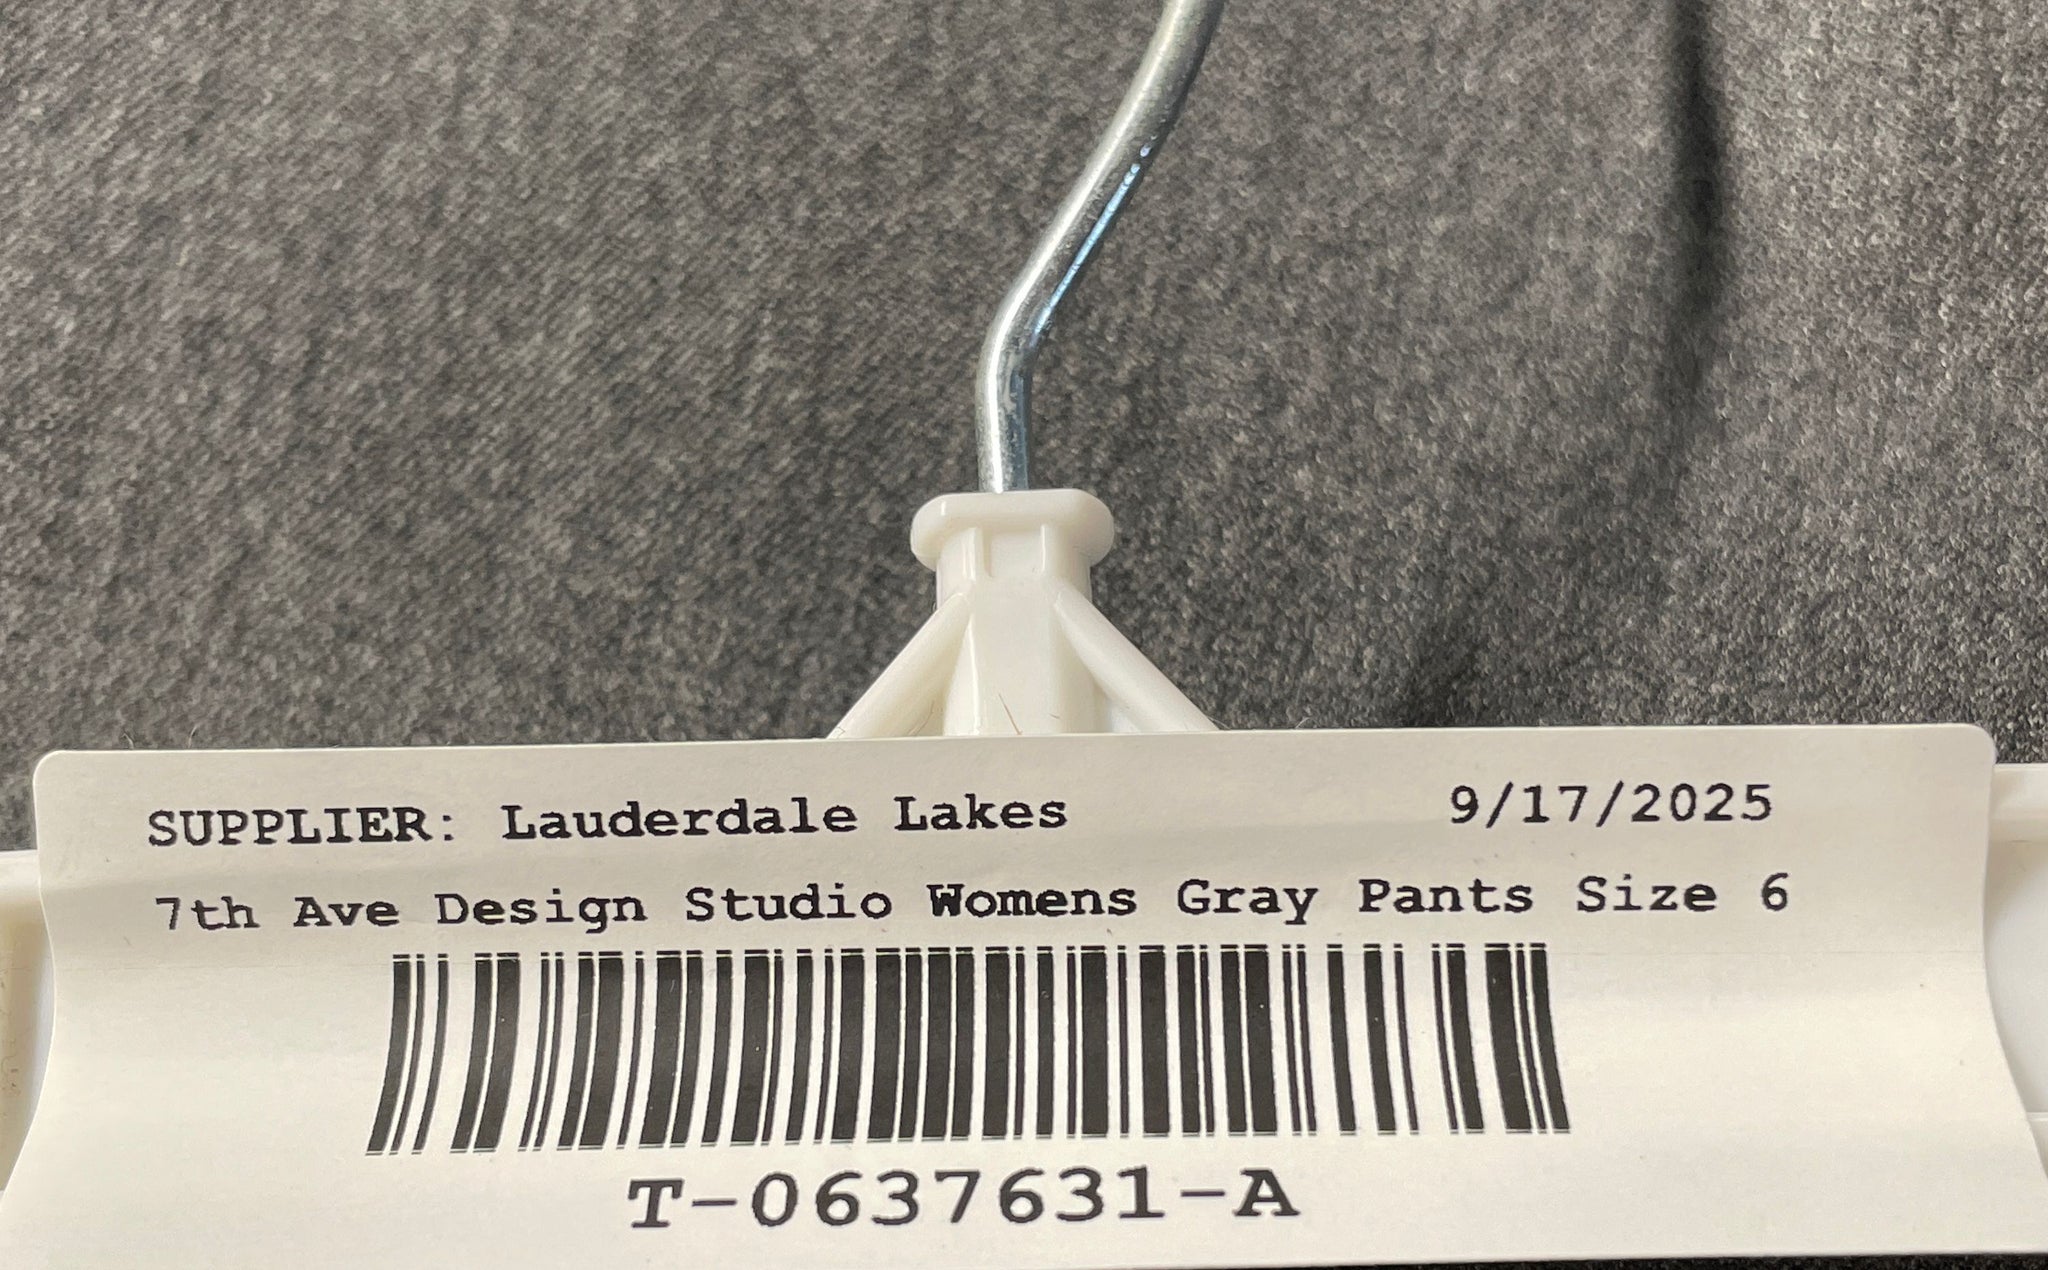 SUPPLIER: Lauderdale Lakes 9/17/2025
7th Ave Design Studio Womens Gray Pants Size 6
T-0637631-A